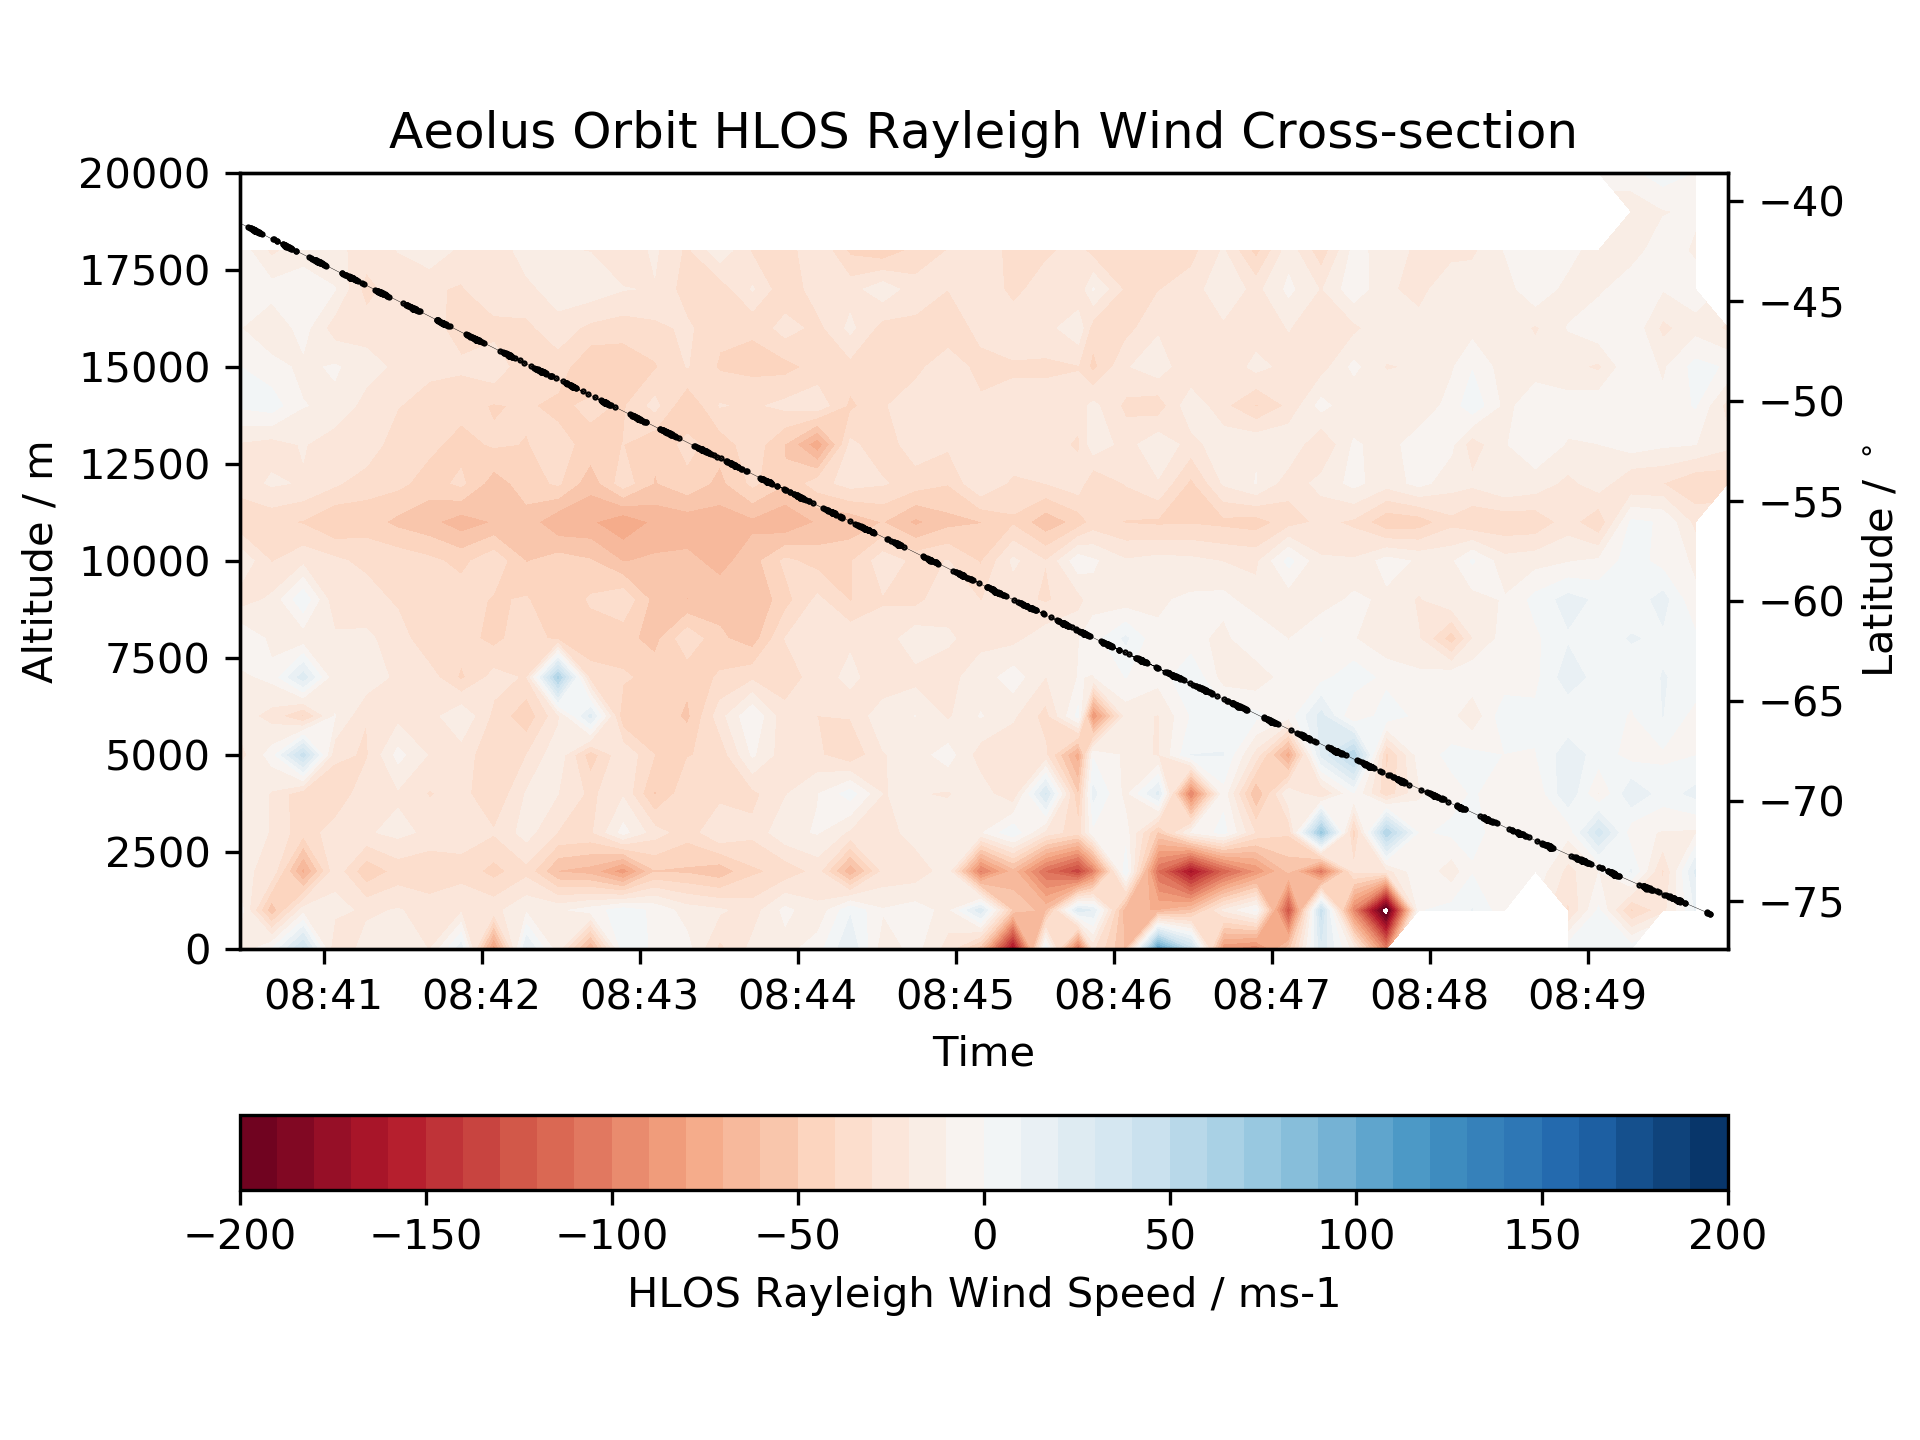 Aeolus Orbit HLOS Rayleigh Wind Cross-section
20000
17500
15000
12500
10000
7500
5000
2500
0
Altitude / m
−40
−45
−50
−55
−60
−65
−70
−75
Latitude / °
08:41 08:42 08:43 08:44 08:45 08:46 08:47 08:48 08:49
Time
−200 −150 −100 −50 0 50 100 150 200
HLOS Rayleigh Wind Speed / ms-1